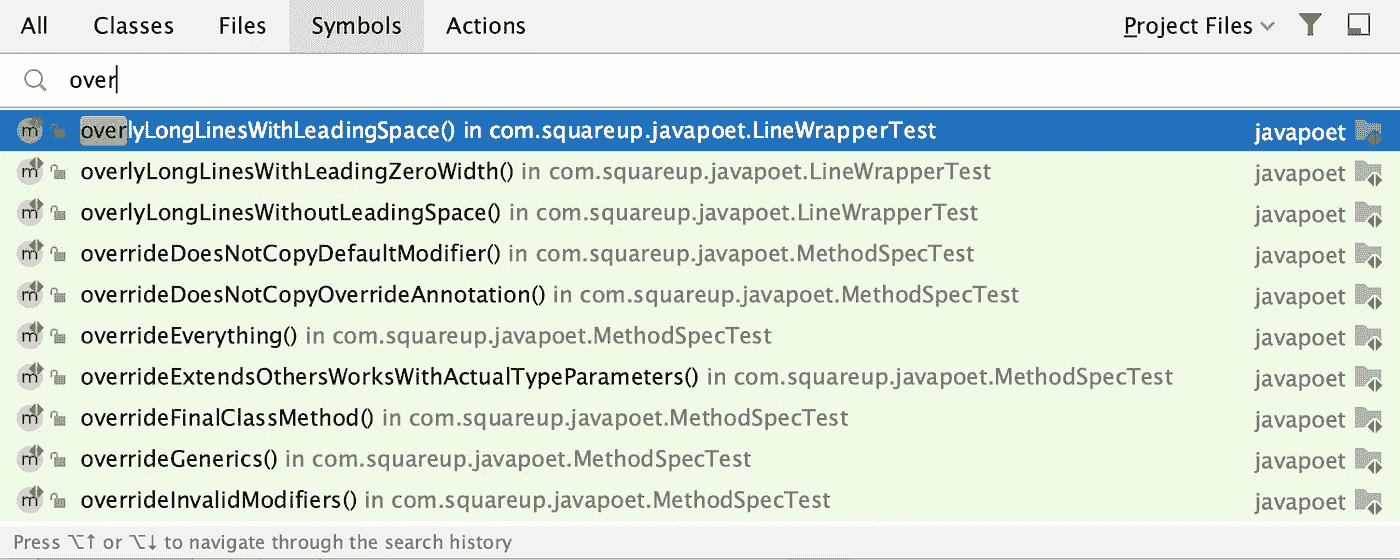 All Classes Files Symbols Actions Project Files
over
m overlyLongLinesWithLeadingSpace() in com.squareup.javapoet.LineWrapperTest javapoet
m overlyLongLinesWithLeadingZeroWidth() in com.squareup.javapoet.LineWrapperTest javapoet
m overlyLongLinesWithoutLeadingSpace() in com.squareup.javapoet.LineWrapperTest javapoet
m overrideDoesNotCopyDefaultModifier() in com.squareup.javapoet.MethodSpecTest javapoet
m overrideDoesNotCopyOverrideAnnotation() in com.squareup.javapoet.MethodSpecTest javapoet
m overrideEverything() in com.squareup.javapoet.MethodSpecTest javapoet
m overrideExtendsOthersWorksWithActualTypeParameters() in com.squareup.javapoet.MethodSpecTest javapoet
m overrideFinalClassMethod() in com.squareup.javapoet.MethodSpecTest javapoet
m overrideGenerics() in com.squareup.javapoet.MethodSpecTest javapoet
m overrideInvalidModifiers() in com.squareup.javapoet.MethodSpecTest javapoet
Press ⌥↑ or ⌥↓ to navigate through the search history